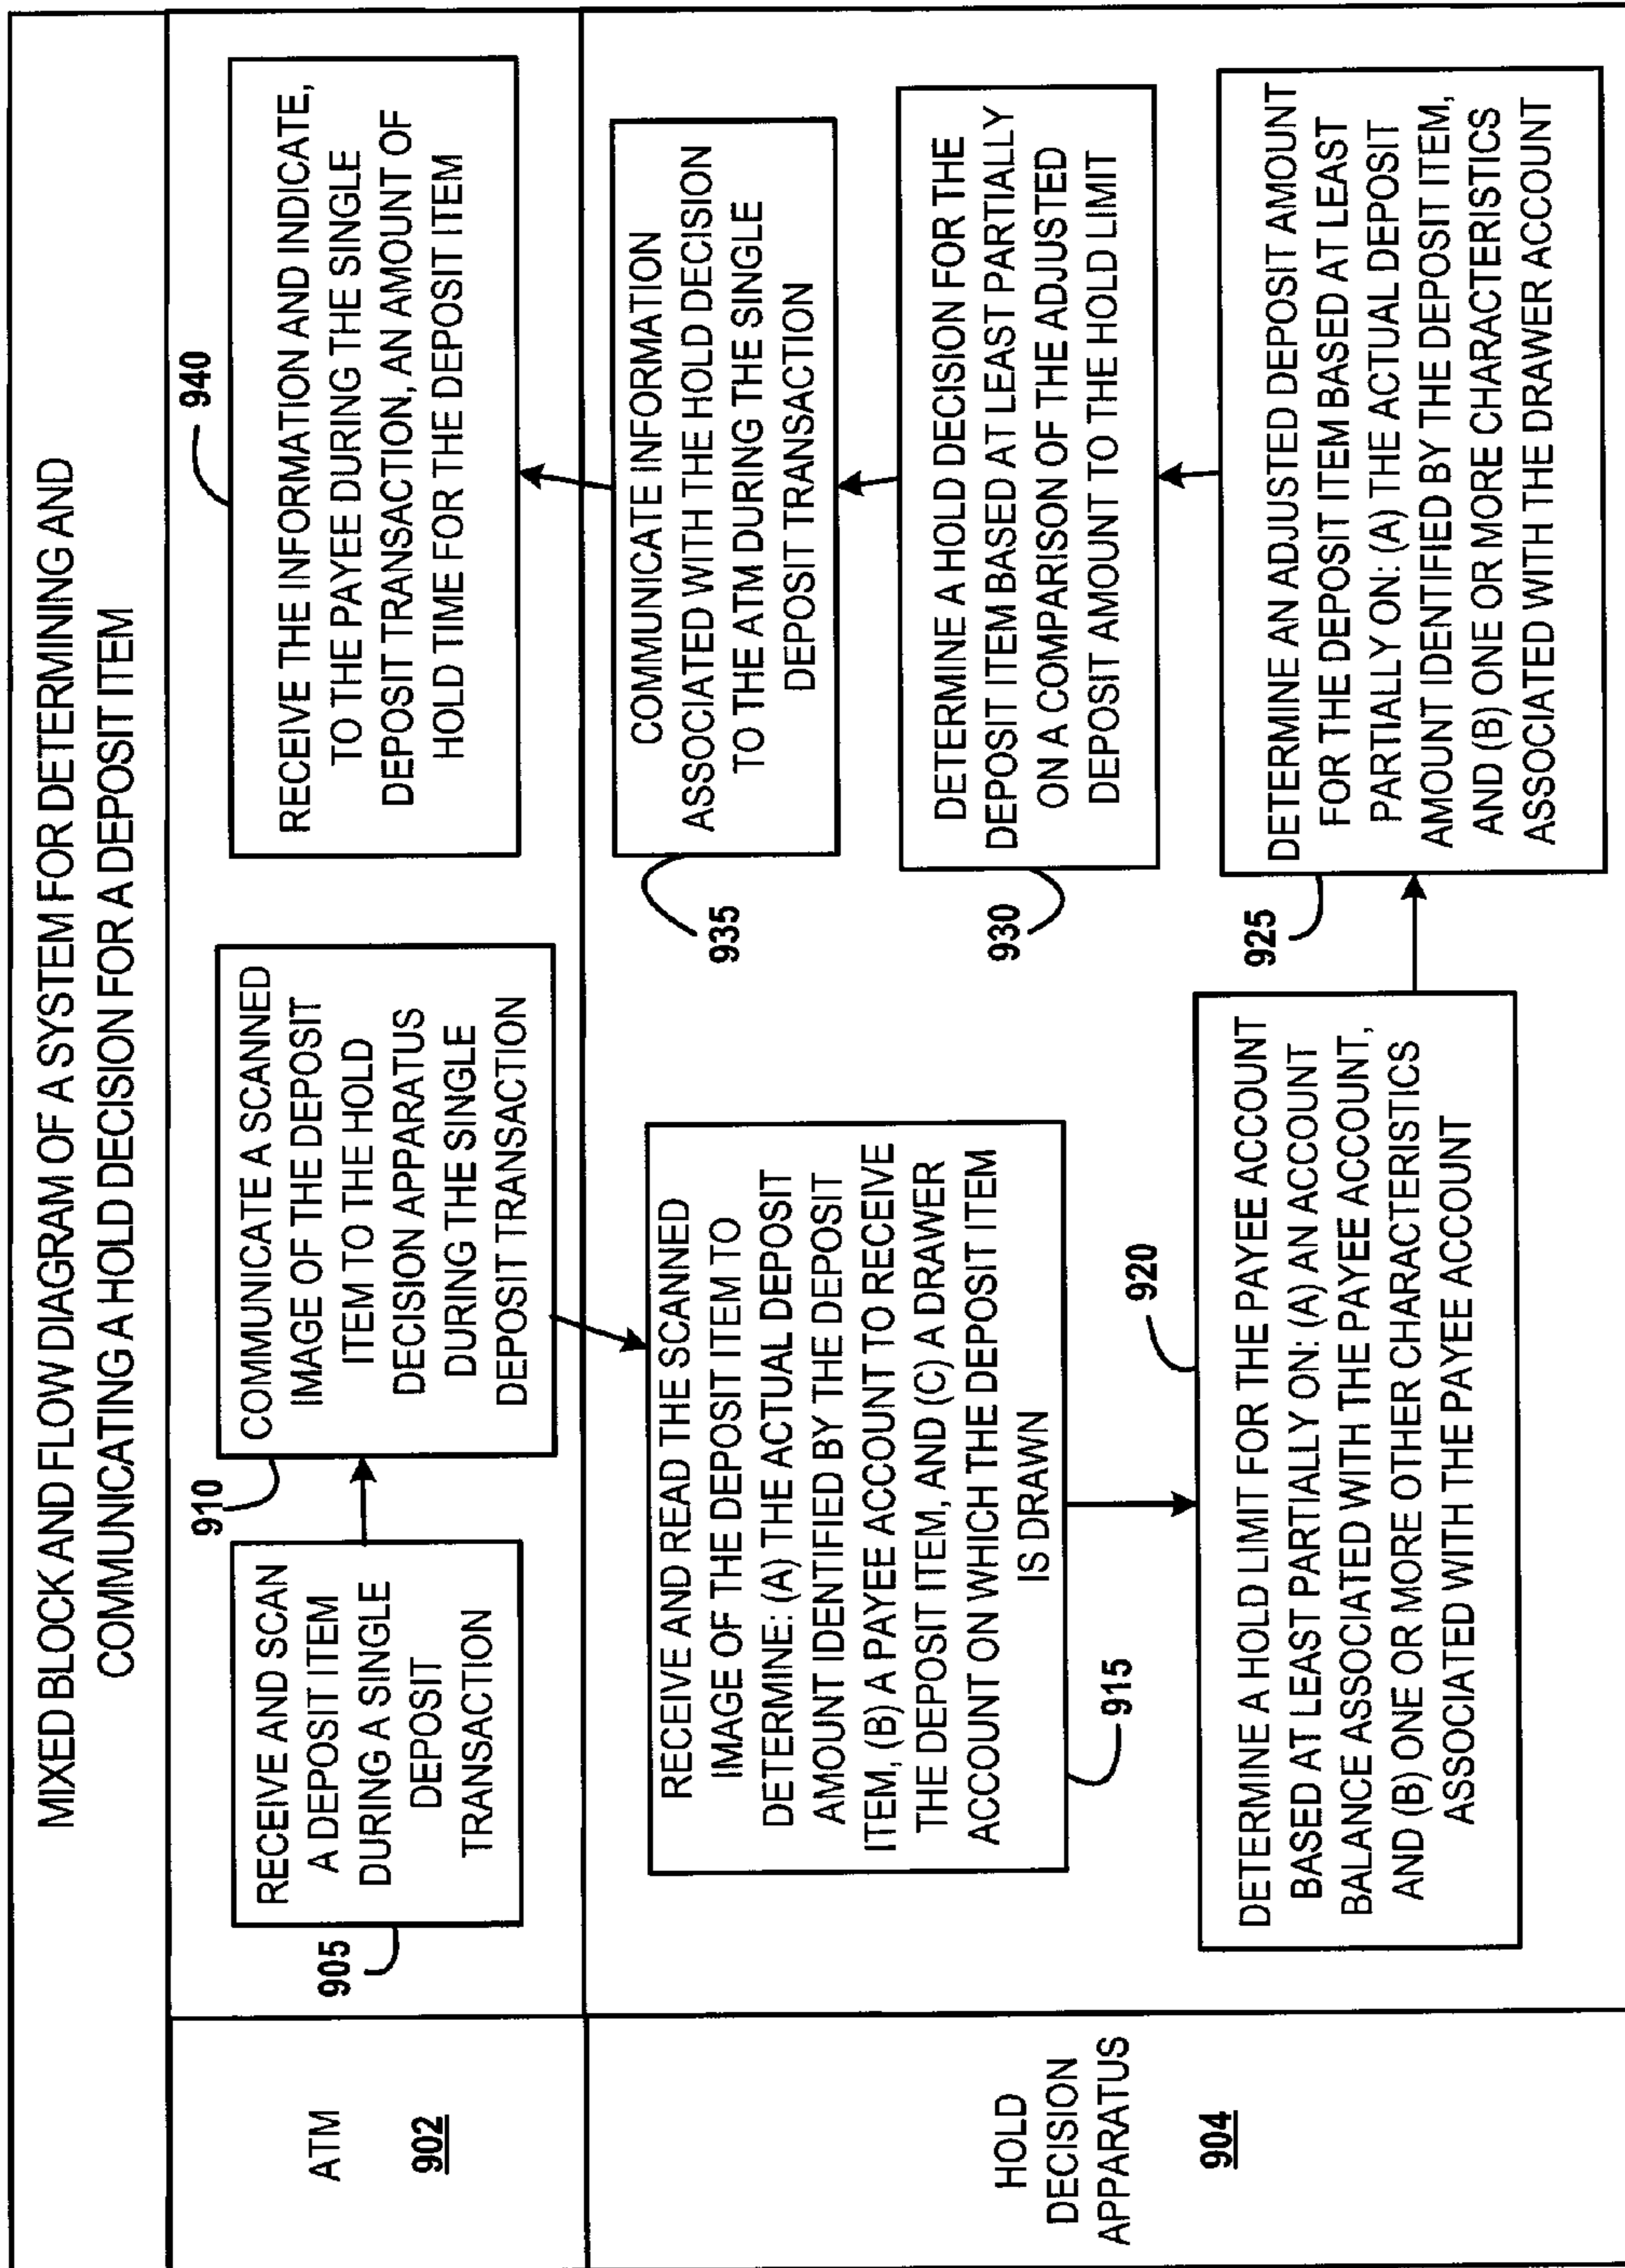 MIXED BLOCK AND FLOW DIAGRAM OF A SYSTEM FOR DETERMINING AND
COMMUNICATING A HOLD DECISION FOR A DEPOSIT ITEM
ATM
902
905
RECEIVE AND SCAN
A DEPOSIT ITEM
DURING A SINGLE
DEPOSIT
TRANSACTION
910
COMMUNICATE A SCANNED
IMAGE OF THE DEPOSIT
ITEM TO THE HOLD
DECISION APPARATUS
DURING THE SINGLE
DEPOSIT TRANSACTION
940
RECEIVE THE INFORMATION AND INDICATE,
TO THE PAYEE DURING THE SINGLE
DEPOSIT TRANSACTION, AN AMOUNT OF
HOLD TIME FOR THE DEPOSIT ITEM
HOLD
DECISION
APPARATUS
904
RECEIVE AND READ THE SCANNED
IMAGE OF THE DEPOSIT ITEM TO
DETERMINE: (A) THE ACTUAL DEPOSIT
AMOUNT IDENTIFIED BY THE DEPOSIT
ITEM, (B) A PAYEE ACCOUNT TO RECEIVE
THE DEPOSIT ITEM, AND (C) A DRAWER
ACCOUNT ON WHICH THE DEPOSIT ITEM
IS DRAWN
915
920
DETERMINE A HOLD LIMIT FOR THE PAYEE ACCOUNT
BASED AT LEAST PARTIALLY ON: (A) AN ACCOUNT
BALANCE ASSOCIATED WITH THE PAYEE ACCOUNT,
AND (B) ONE OR MORE OTHER CHARACTERISTICS
ASSOCIATED WITH THE PAYEE ACCOUNT
925
DETERMINE AN ADJUSTED DEPOSIT AMOUNT
FOR THE DEPOSIT ITEM BASED AT LEAST
PARTIALLY ON: (A) THE ACTUAL DEPOSIT
AMOUNT IDENTIFIED BY THE DEPOSIT ITEM,
AND (B) ONE OR MORE CHARACTERISTICS
ASSOCIATED WITH THE DRAWER ACCOUNT
930
DETERMINE A HOLD DECISION FOR THE
DEPOSIT ITEM BASED AT LEAST PARTIALLY
ON A COMPARISON OF THE ADJUSTED
DEPOSIT AMOUNT TO THE HOLD LIMIT
935
COMMUNICATE INFORMATION
ASSOCIATED WITH THE HOLD DECISION
TO THE ATM DURING THE SINGLE
DEPOSIT TRANSACTION